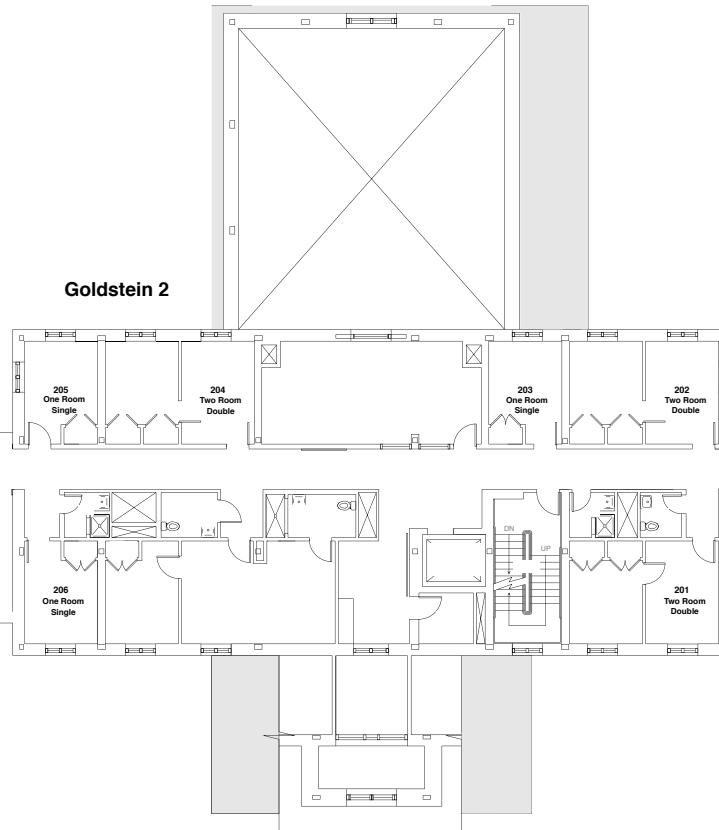 Goldstein 2
205
One Room
Single
204
Two Room
Double
203
One Room
Single
202
Two Room
Double
DN
UP
206
One Room
Single
201
Two Room
Double